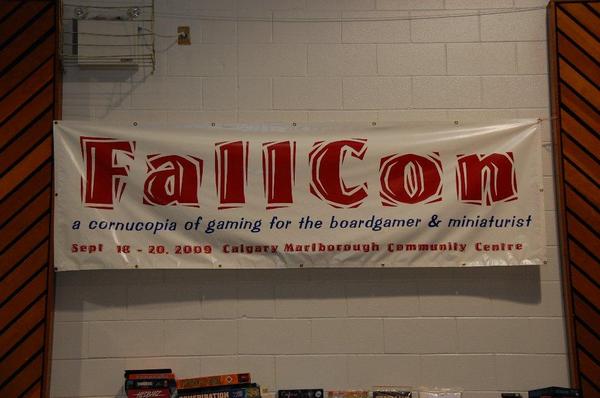 FallCon
a cornucopia of gaming for the boardgamer & miniaturist
Sept 18 - 20, 2009 Calgary Marlborough Community Centre